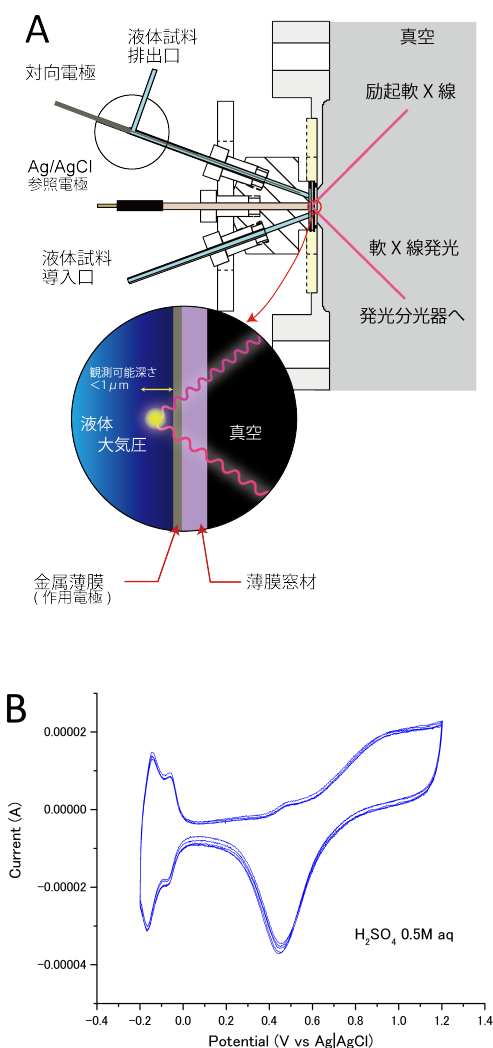 A
液体試料
排出口
対向電極
真空
励起軟X線
Ag/AgCl
参照電極
軟X線発光
液体試料
導入口
発光分光器へ
観測可能深さ
<1μm
液体
大気圧
真空
金属薄膜
(作用電極)
薄膜窓材
B
0.00002
0.00000
-0.00002
-0.00004
Current (A)
H₂SO₄ 0.5M aq
-0.4 -0.2 0.0 0.2 0.4 0.6 0.8 1.0 1.2 1.4
Potential (V vs Ag|AgCl)